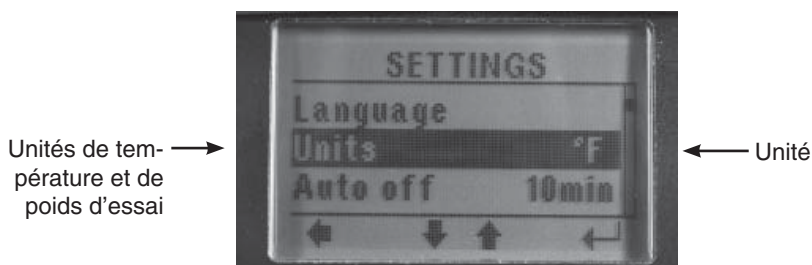 SETTINGS
Language
Unités de tem-
pérature et de
poids d'essai
Units °F
Unité
Auto off 10min